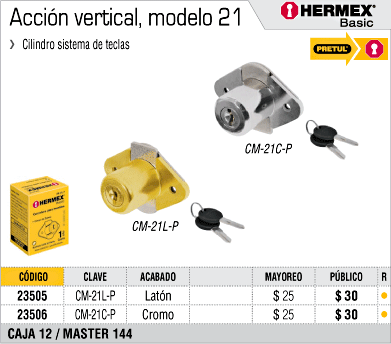 Acción vertical, modelo 21
HERMEX®
Basic
Cilindro sistema de teclas
PRETUL®
CM-21C-P
CM-21L-P
HERMEX
CÓDIGO CLAVE ACABADO MAYOREO PÚBLICO R
23505 CM-21L-P Latón $ 25 $ 30
23506 CM-21C-P Cromo $ 25 $ 30
CAJA 12 / MASTER 144